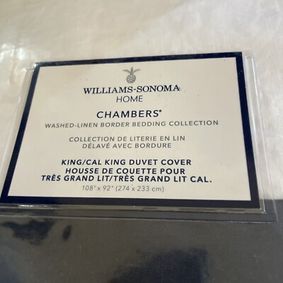 WILLIAMS-SONOMA
HOME
CHAMBERS®
WASHED-LINEN BORDER BEDDING COLLECTION
COLLECTION DE LITERIE EN LIN
DÉLAVÉ AVEC BORDURE
KING/CAL KING DUVET COVER
HOUSSE DE COUETTE POUR
TRÈS GRAND LIT/TRÈS GRAND LIT CAL.
108" x 92" (274 x 233 cm)